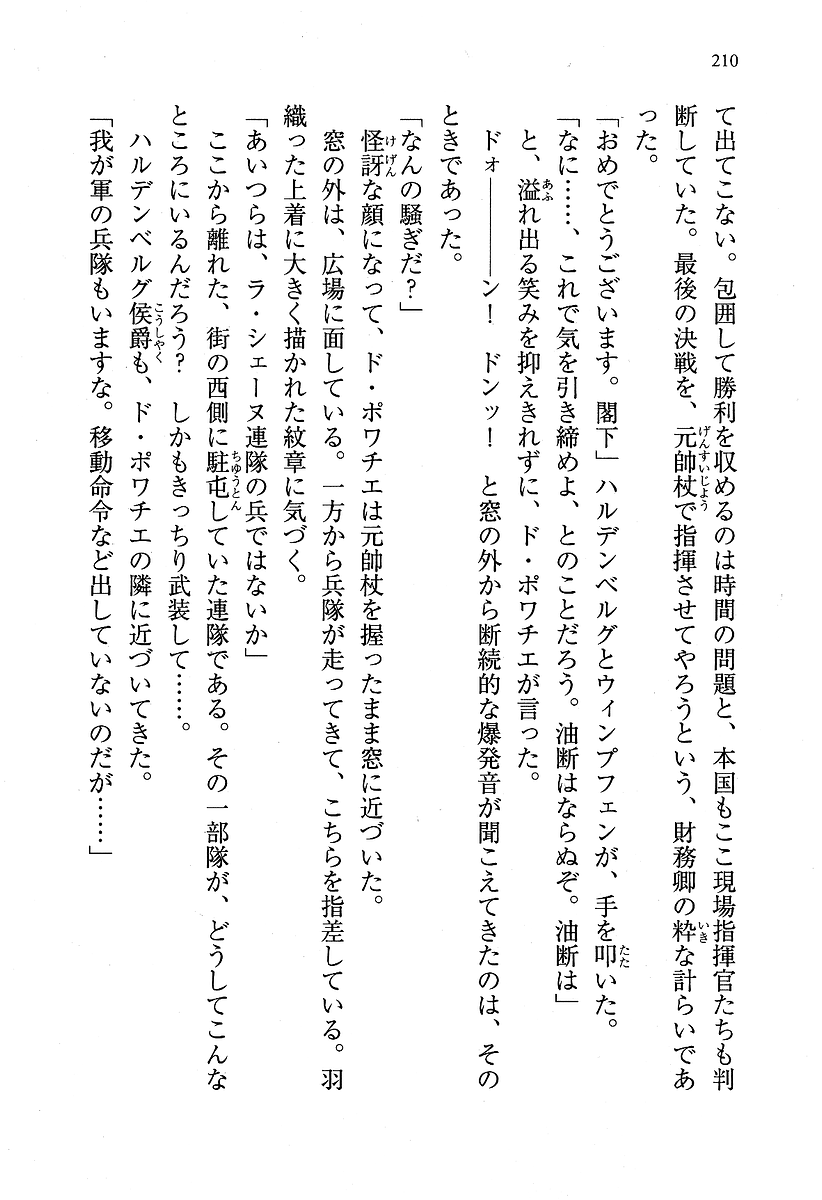 210
て出てこない。包囲して勝利を収めるのは時間の問題と、本国もここ現場指揮官たちも判
断していた。最後の決戦を、元帥杖で指揮させてやろうという、財務卿の粋な計らいであ
った。
「おめでとうございます。閣下」ハルデンベルグとウィンプフェンが、手を叩いた。
「なに……、これで気を引き締めよ、とのことだろう。油断はならぬぞ。油断は」
と、溢れ出る笑みを抑えきれずに、ド・ポワチエが言った。
ドォ――――ン！　ドンッ！　と窓の外から断続的な爆発音が聞こえてきたのは、その
ときであった。
「なんの騒ぎだ？」
怪訝な顔になって、ド・ポワチエは元帥杖を握ったまま窓に近づいた。
窓の外は、広場に面している。一方から兵隊が走ってきて、こちらを指差している。羽
織った上着に大きく描かれた紋章に気づく。
「あいつらは、ラ・シェーヌ連隊の兵ではないか」
ここから離れた、街の西側に駐屯していた連隊である。その一部隊が、どうしてこんな
ところにいるんだろう？　しかもきっちり武装して……。
ハルデンベルグ侯爵も、ド・ポワチエの隣に近づいてきた。
「我が軍の兵隊もいますな。移動命令など出していないのだが……」